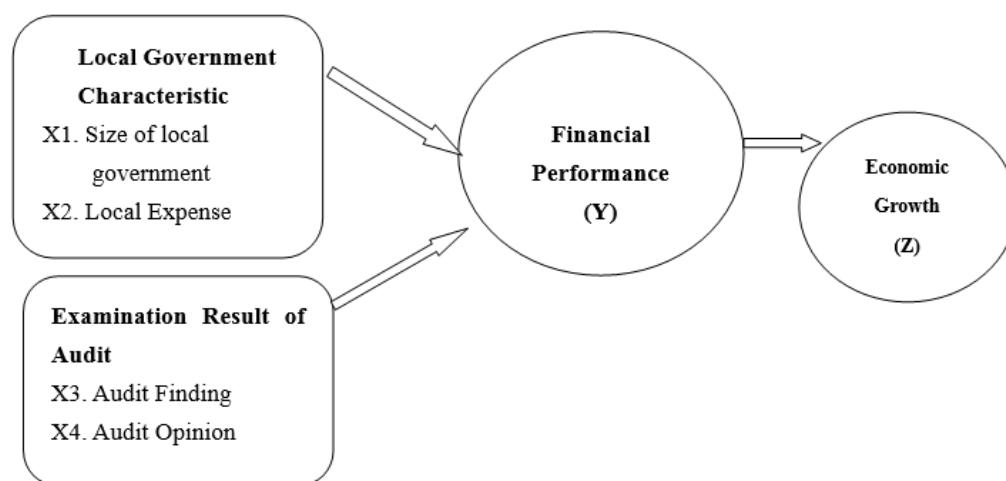 Local Government
Characteristic
X1. Size of local
government
X2. Local Expense
Examination Result of
Audit
X3. Audit Finding
X4. Audit Opinion
Financial
Performance
(Y)
Economic
Growth
(Z)